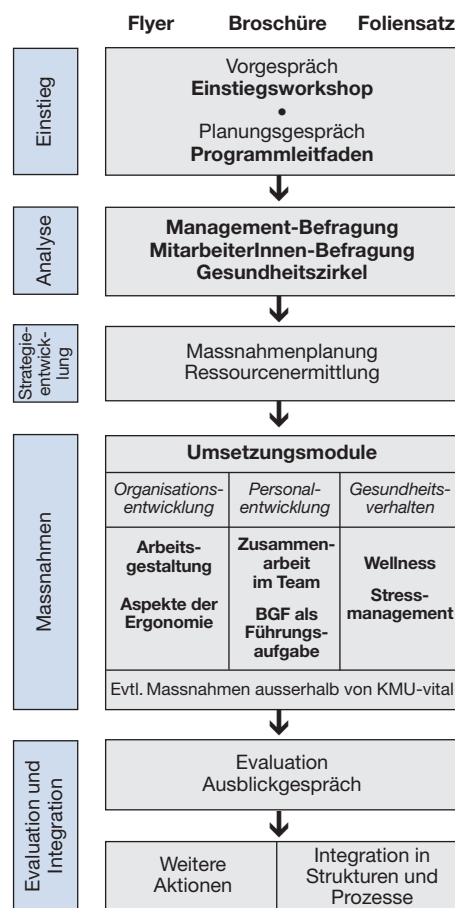 Flyer Broschüre Foliensatz
Einstieg
Vorgespräch
Einstiegsworkshop
•
Planungsgespräch
Programmleitfaden
Analyse
Management-Befragung
MitarbeiterInnen-Befragung
Gesundheitszirkel
Strategie-
entwick-
lung
Massnahmenplanung
Ressourcenermittlung
Massnahmen
Umsetzungsmodule
Organisations-
entwicklung
Arbeits-
gestaltung
Aspekte der
Ergonomie
Personal-
entwicklung
Zusammen-
arbeit
im Team
BGF als
Führungs-
aufgabe
Gesundheits-
verhalten
Wellness
Stress-
management
Evtl. Massnahmen ausserhalb von KMU-vital
Evaluation und
Integration
Evaluation
Ausblickgespräch
Weitere
Aktionen
Integration in
Strukturen und
Prozesse